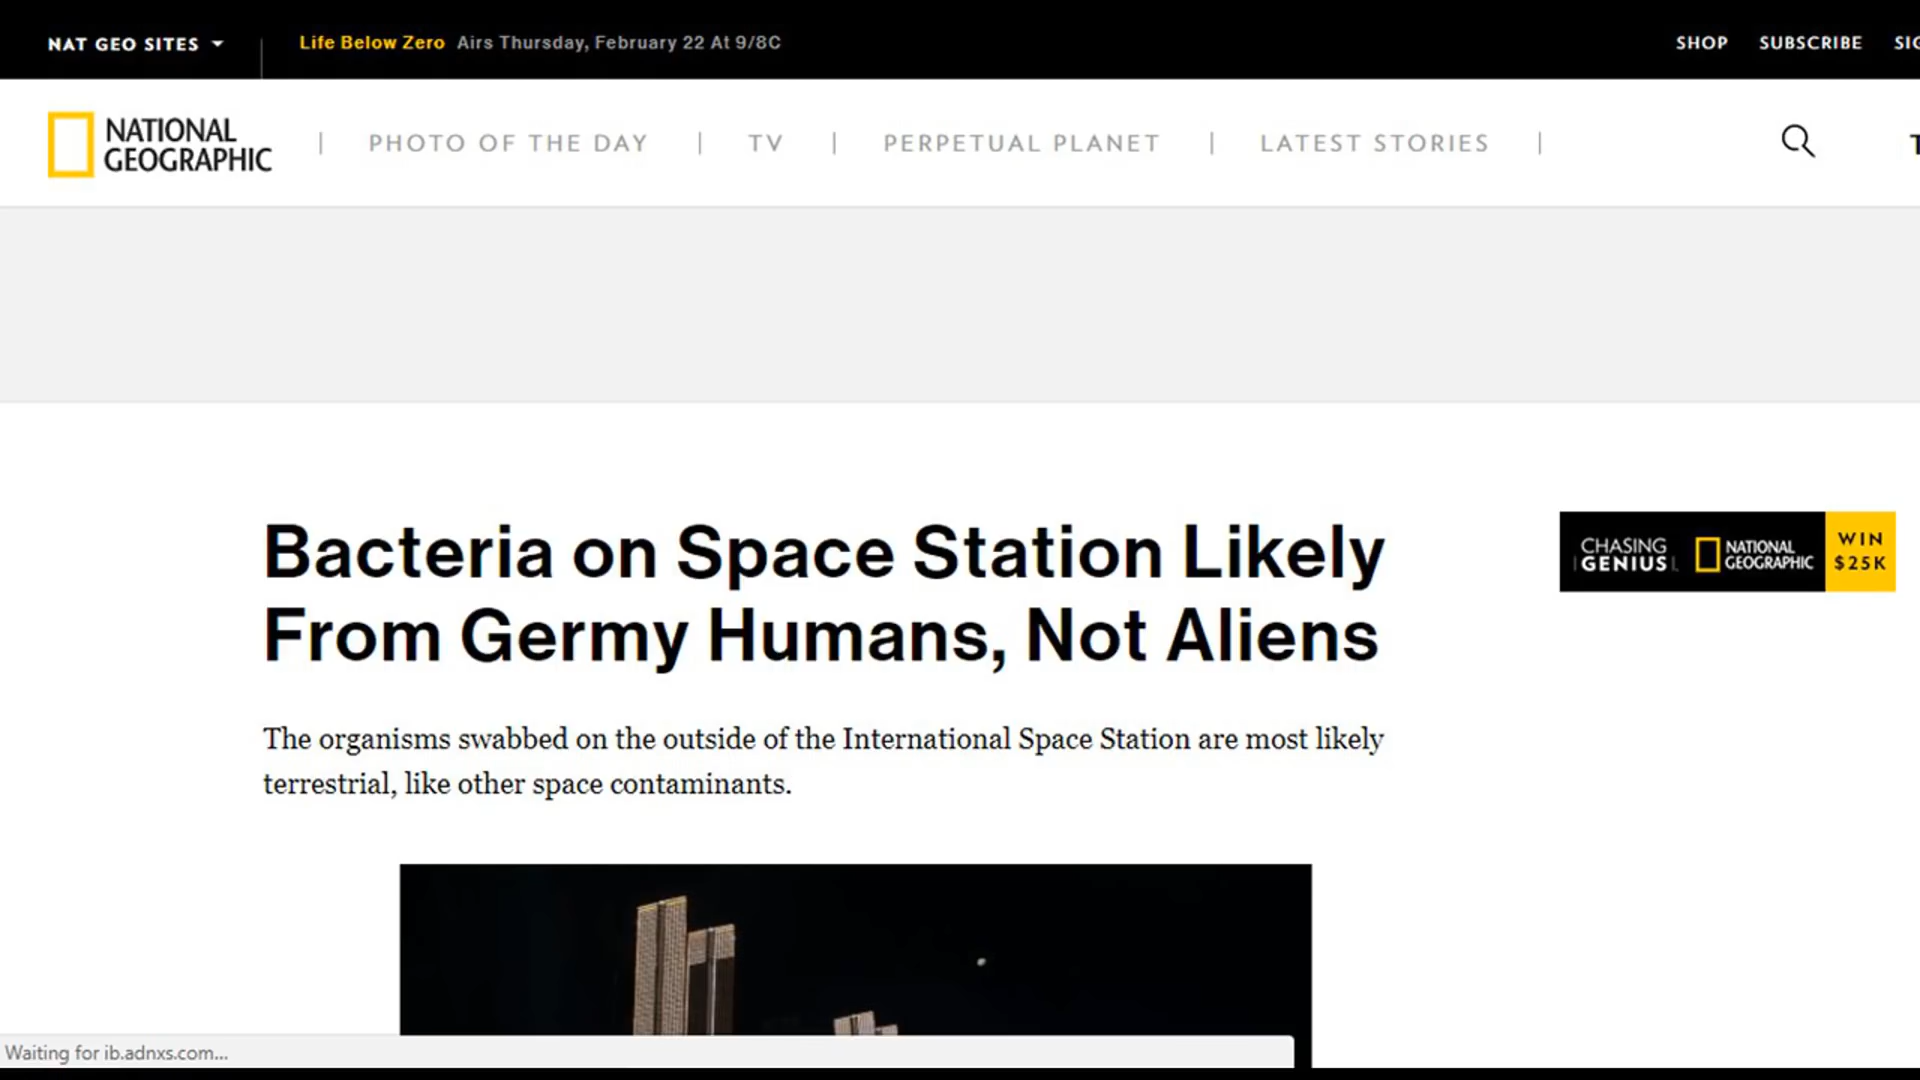 NAT GEO SITES
Life Below Zero Airs Thursday, February 22 At 9/8C
SHOP SUBSCRIBE
NATIONAL
GEOGRAPHIC
PHOTO OF THE DAY | TV | PERPETUAL PLANET | LATEST STORIES |
Bacteria on Space Station Likely
From Germy Humans, Not Aliens
CHASING
GENIUS
NATIONAL
GEOGRAPHIC
WIN
$25K
The organisms swabbed on the outside of the International Space Station are most likely
terrestrial, like other space contaminants.
Waiting for ib.adnxs.com...